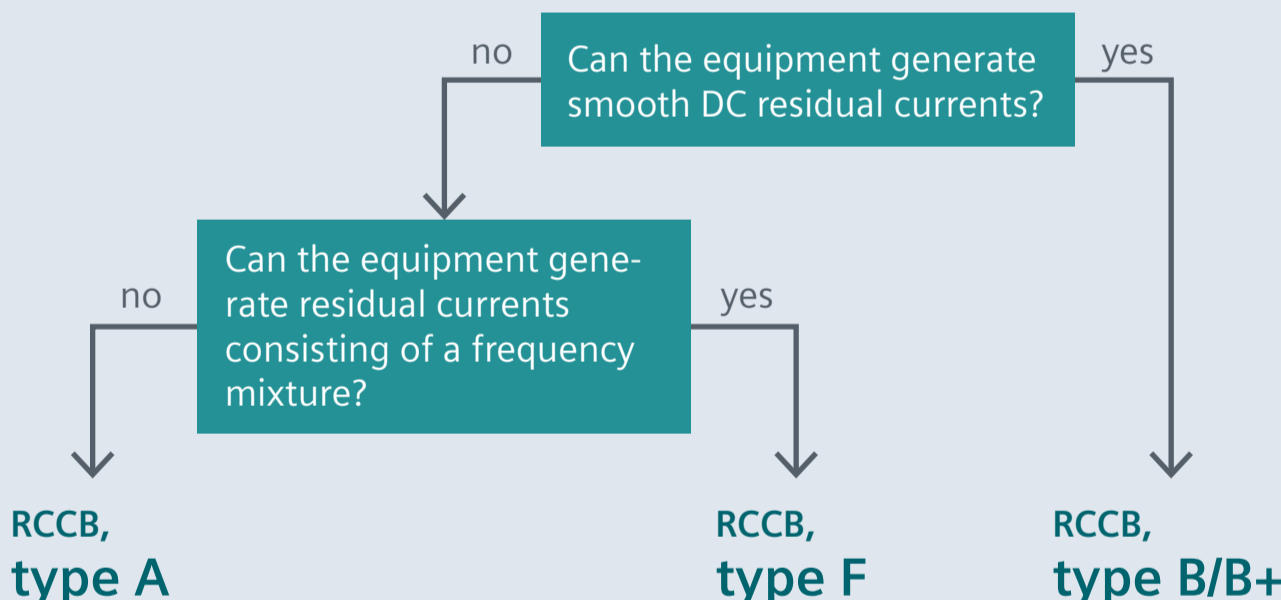 no
Can the equipment generate
smooth DC residual currents?
yes
no
Can the equipment gene-
rate residual currents
consisting of a frequency
mixture?
yes
RCCB,
type A
RCCB,
type F
RCCB,
type B/B+